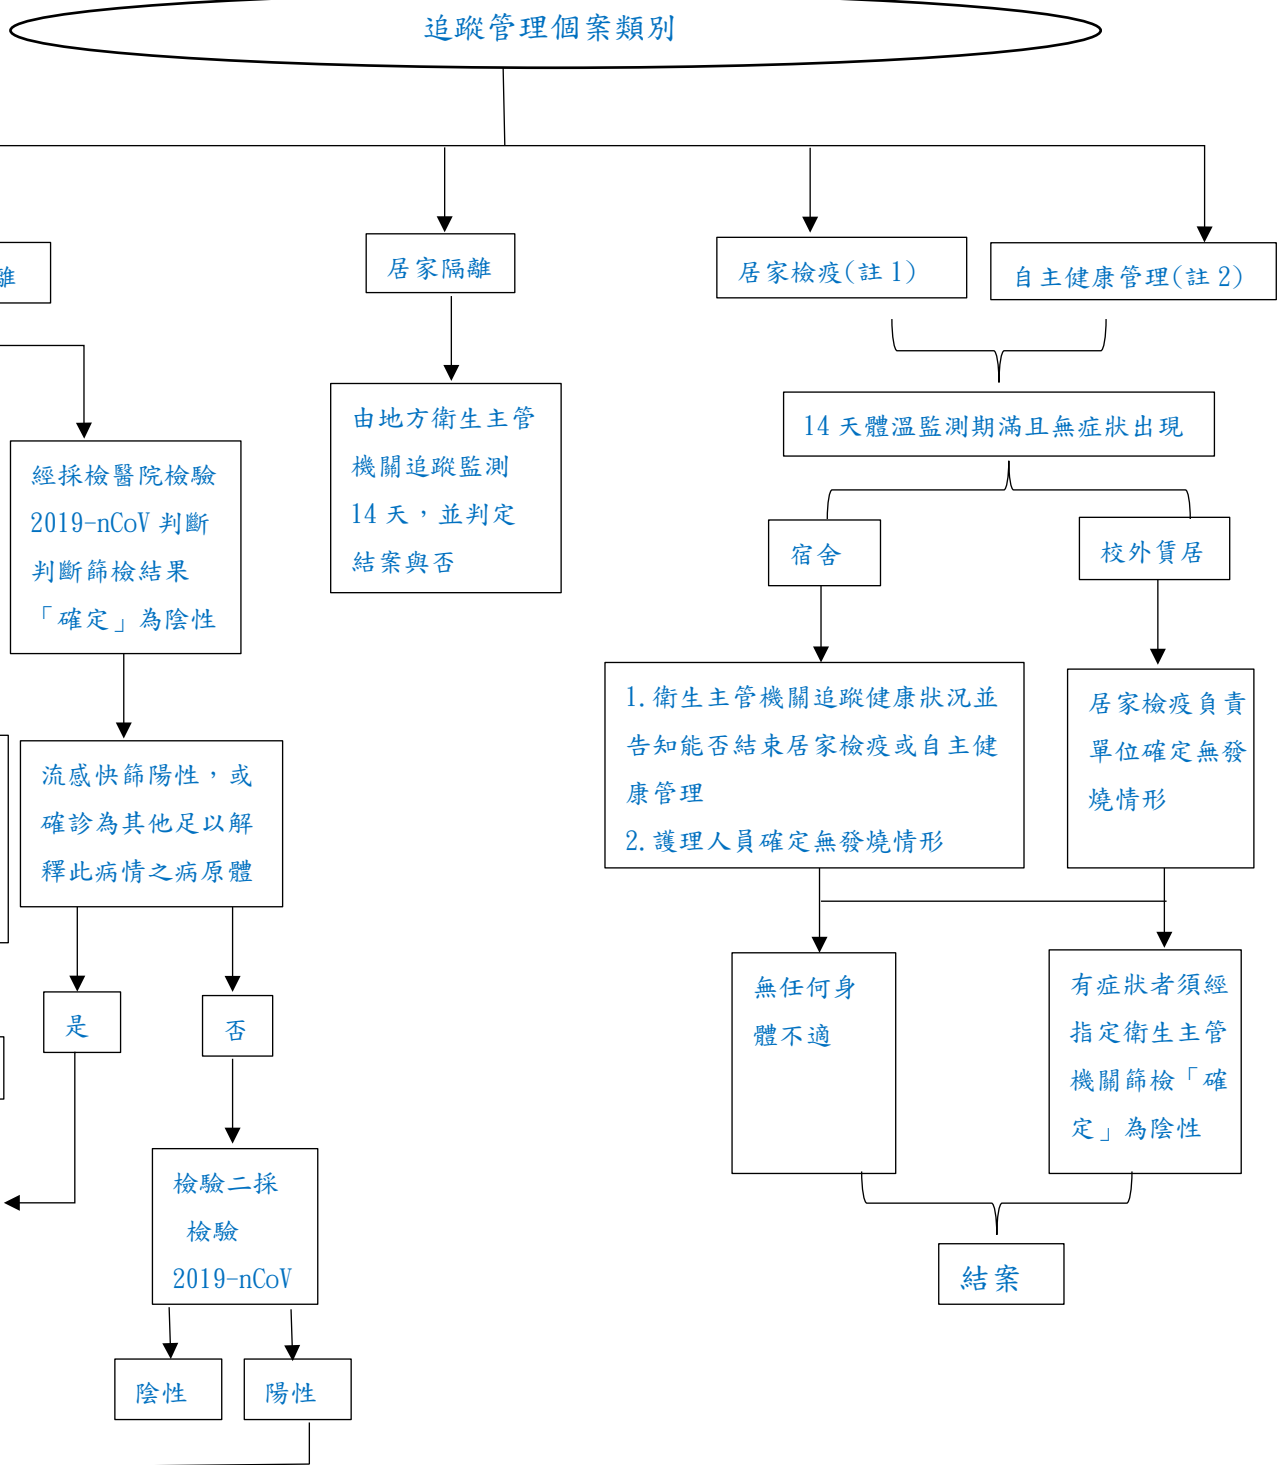 追蹤管理個案類別
離
居家隔離
居家檢疫(註1)
自主健康管理(註2)
由地方衛生主管
機關追蹤監測
14天，並判定
結案與否
14天體溫監測期滿且無症狀出現
經採檢醫院檢驗
2019-nCoV判斷
判斷篩檢結果
「確定」為陰性
宿舍
校外賃居
1.衛生主管機關追蹤健康狀況並
告知能否結束居家檢疫或自主健
康管理
2.護理人員確定無發燒情形
居家檢疫負責
單位確定無發
燒情形
流感快篩陽性，或
確診為其他足以解
釋此病情之病原體
是
否
無任何身
體不適
有症狀者須經
指定衛生主管
機關篩檢「確
定」為陰性
檢驗二採
檢驗
2019-nCoV
結案
陰性
陽性